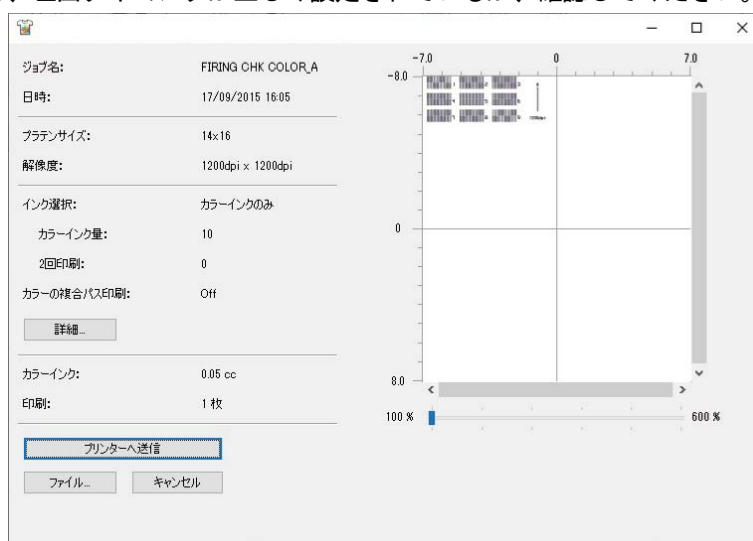 ジョブ名: FIRING CHK COLOR_A
日時: 17/09/2015 16:05
プラテンサイズ: 14×16
解像度: 1200dpi × 1200dpi
インク選択: カラーインクのみ
カラーインク量: 10
2回印刷: 0
カラーの複合パス印刷: Off
詳細...
カラーインク: 0.05 cc
印刷: 1 枚
プリンターへ送信
ファイル...
キャンセル
-7.0 0 7.0
-8.0
0
8.0
100 % 600 %